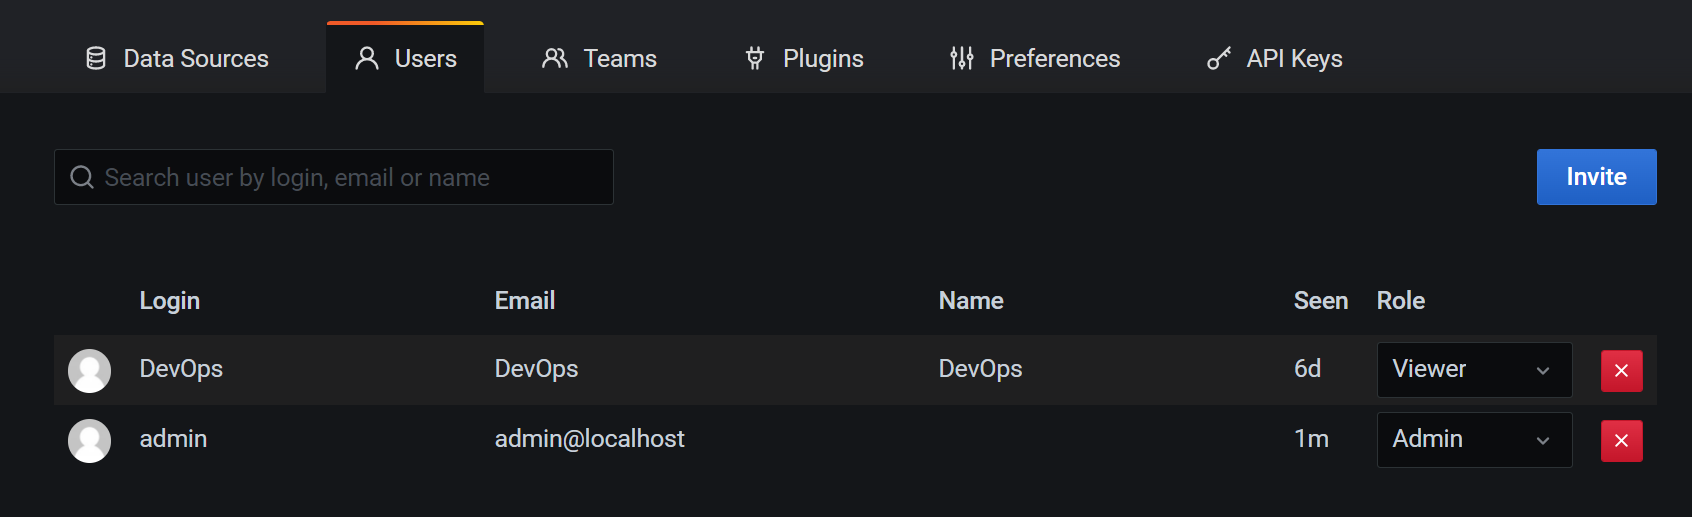 Data Sources Users Teams Plugins Preferences API Keys
Search user by login, email or name Invite
Login Email Name Seen Role
DevOps DevOps DevOps 6d Viewer
admin admin@localhost 1m Admin